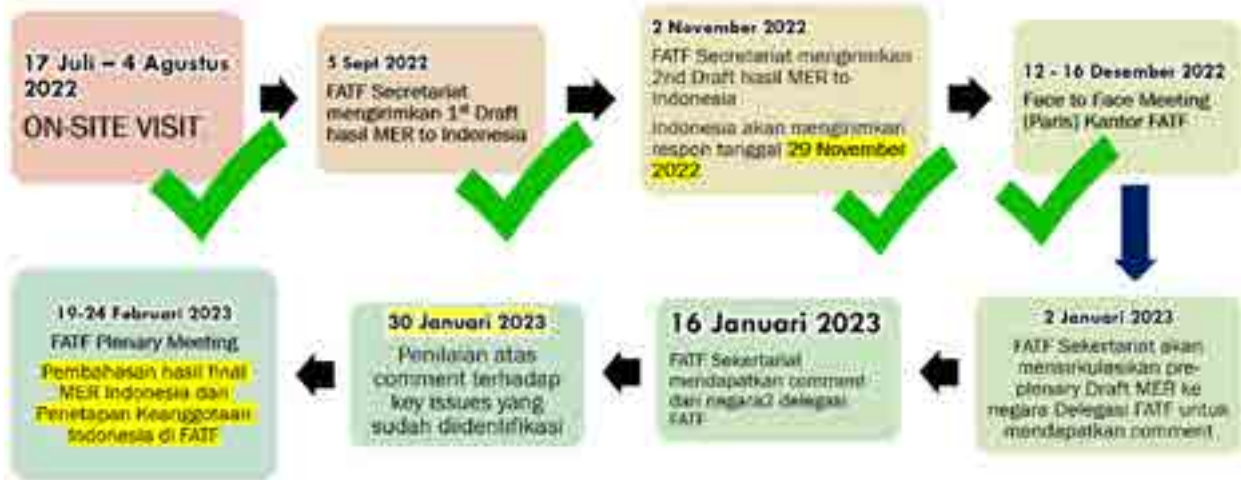 17 Juli – 4 Agustus
2022
ON-SITE VISIT
5 Sept 2022
FATF Secretariat
mengirimkan 1st Draft
hasil MER to Indonesia
2 November 2022
FATF Secretariat mengirimkan
2nd Draft hasil MER to
Indonesia
Indonesia akan mengirimkan
respon tanggal 29 November
2022
12 - 16 Desember 2022
Face to Face Meeting
(Paris) Kantor FATF
2 Januari 2023
FATF Sekertariat akan
mensirkulasikan pre-
plenary Draft MER ke
negara Delegasi FATF untuk
mendapatkan comment
16 Januari 2023
FATF Sekertariat
mendapatkan comment
dari negara2 delegasi
FATF
30 Januari 2023
Penilaian atas
comment terhadap
key issues yang
sudah diidentifikasi
19-24 Februari 2023
FATF Plenary Meeting
Pembahasan hasil final
MER Indonesia dan
Penetapan Keanggotaan
Indonesia di FATF